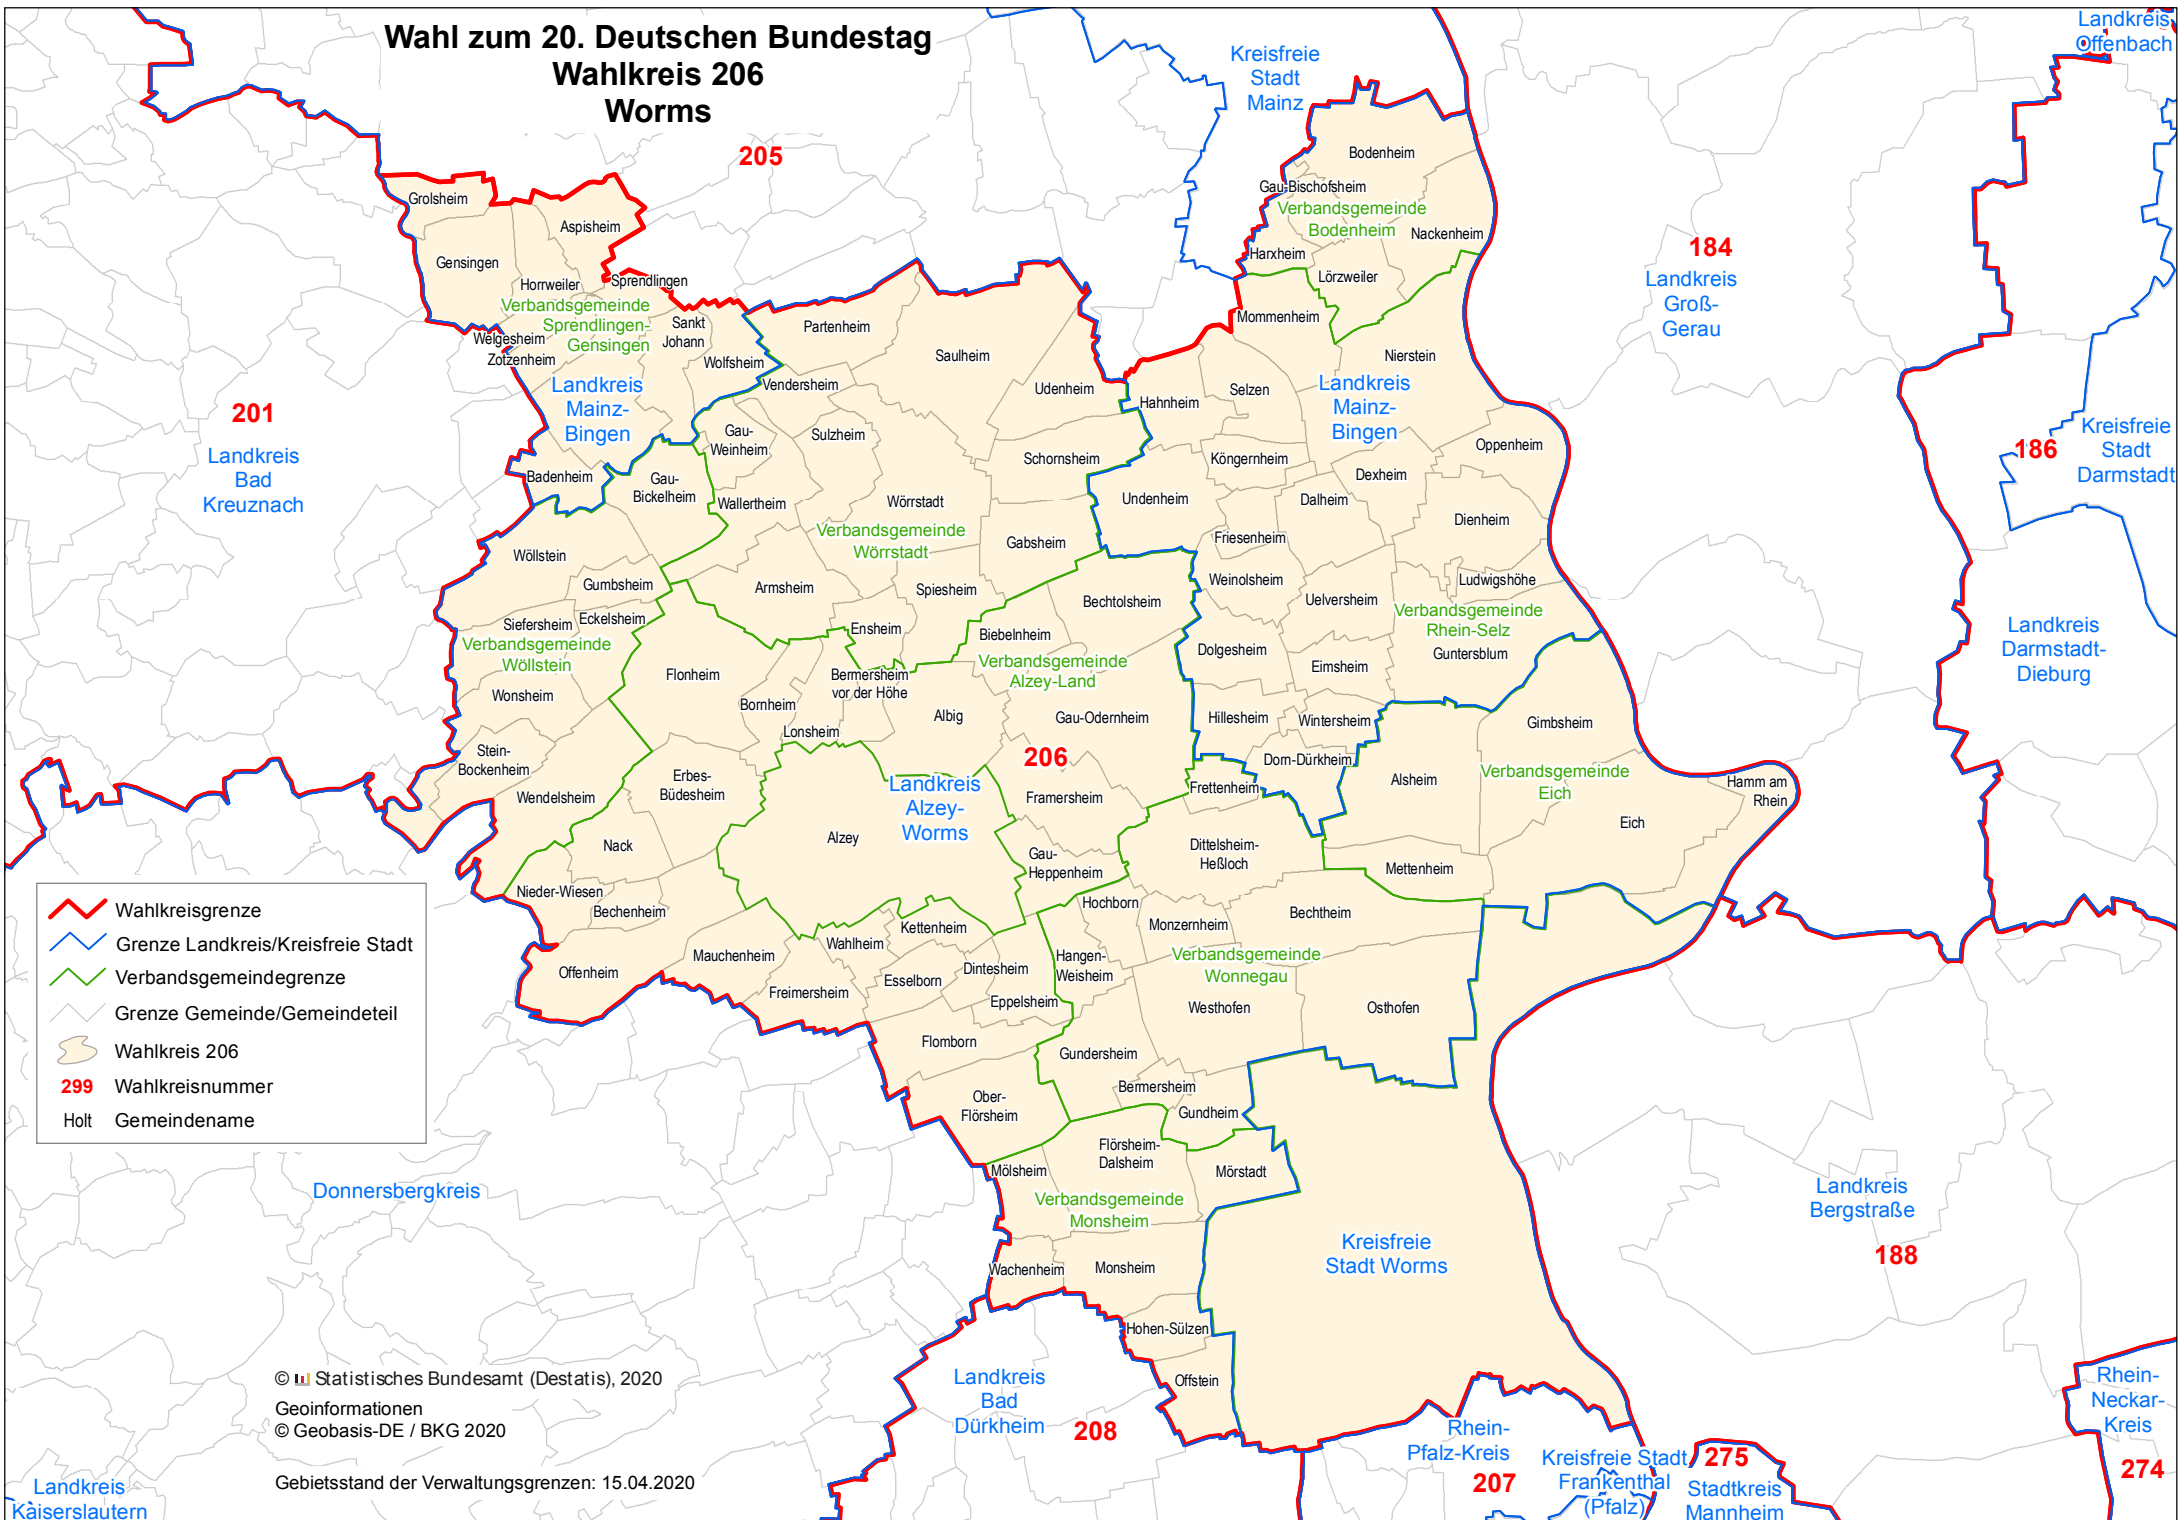 Wahl zum 20. Deutschen Bundestag
Wahlkreis 206
Worms
Kreisfreie
Stadt
Mainz
Landkreis
Offenbach
205
Bodenheim
Gau-Bischofsheim
Verbandsgemeinde
Bodenheim
Nackenheim
Harxheim
Lörzweiler
184
Landkreis
Groß-
Gerau
Grolsheim
Aspisheim
Gensingen
Horrweiler
Sprendlingen
Verbandsgemeinde
Sprendlingen-
Gensingen
Welgesheim
Zotzenheim
Sankt
Johann
Wolfsheim
Landkreis
Mainz-
Bingen
Badenheim
Partenheim
Saulheim
Vendersheim
Udenheim
Mommenheim
Nierstein
Selzen
Hahnheim
Landkreis
Mainz-
Bingen
201
Landkreis
Bad
Kreuznach
Gau-
Weinheim
Sulzheim
Gau-
Bickelheim
Wallertheim
Schornsheim
Wörrstadt
Verbandsgemeinde
Wörrstadt
Gabsheim
Köngernheim
Undenheim
Oppenheim
Dexheim
Dalheim
Dienheim
Friesenheim
Weinolsheim
Ludwigshöhe
Uelversheim
Verbandsgemeinde
Rhein-Selz
Guntersblum
186
Kreisfreie
Stadt
Darmstadt
Landkreis
Darmstadt-
Dieburg
Wöllstein
Gumbsheim
Siefersheim
Eckelsheim
Verbandsgemeinde
Wöllstein
Wonsheim
Stein-
Bockenheim
Wendelsheim
Armsheim
Spiesheim
Ensheim
Bechtolsheim
Biebelnheim
Verbandsgemeinde
Alzey-Land
Flonheim
Bermersheim
vor der Höhe
Bornheim
Lonsheim
Albig
Gau-Odernheim
Dolgesheim
Eimsheim
Hillesheim
Wintersheim
Dorn-Dürkheim
Gimbsheim
206
Erbes-
Büdesheim
Landkreis
Alzey-
Worms
Alzey
Framersheim
Frettenheim
Alsheim
Verbandsgemeinde
Eich
Hamm am
Rhein
Eich
Nack
Gau-
Heppenheim
Dittelsheim-
Heßloch
Mettenheim
Nieder-Wiesen
Bechenheim
Hochborn
Monzernheim
Bechtheim
Kettenheim
Wahlheim
Mauchenheim
Offenheim
Freimersheim
Esselborn
Dintesheim
Eppelsheim
Hangen-
Weisheim
Verbandsgemeinde
Wonnegau
Westhofen
Osthofen
Flomborn
Gundersheim
Bermersheim
Gundheim
Ober-
Flörsheim
Flörsheim-
Dalsheim
Mölsheim
Mörstadt
Verbandsgemeinde
Monsheim
Wachenheim
Monsheim
Hohen-Sülzen
Offstein
Kreisfreie
Stadt Worms
Wahlkreisgrenze
Grenze Landkreis/Kreisfreie Stadt
Verbandsgemeindegrenze
Grenze Gemeinde/Gemeindeteil
Wahlkreis 206
299 Wahlkreisnummer
Holt Gemeindename
Donnersbergkreis
Landkreis
Bergstraße
188
Landkreis
Bad
Dürkheim
208
Rhein-
Pfalz-Kreis
207
Kreisfreie Stadt
Frankenthal
(Pfalz)
275
Stadtkreis
Mannheim
Rhein-
Neckar-
Kreis
274
© Statistisches Bundesamt (Destatis), 2020
Geoinformationen
© Geobasis-DE / BKG 2020
Gebietsstand der Verwaltungsgrenzen: 15.04.2020
Landkreis
Kaiserslautern